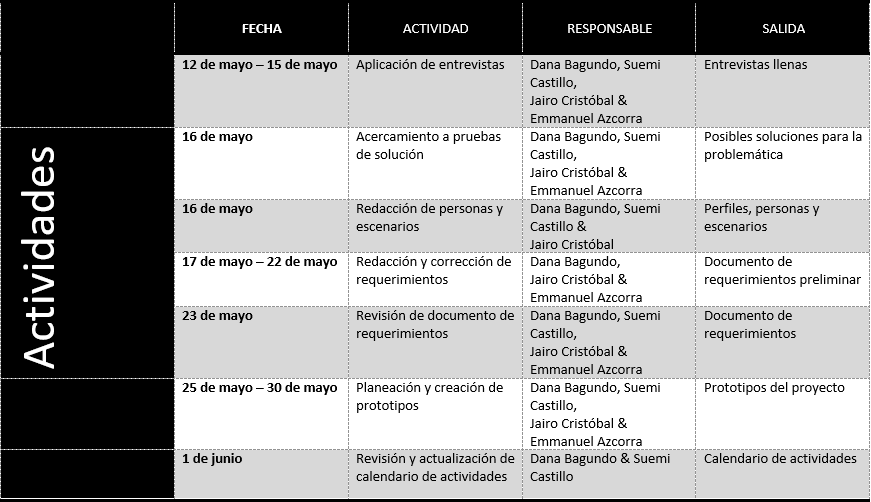 FECHA
ACTIVIDAD
RESPONSABLE
SALIDA
Actividades
12 de mayo – 15 de mayo
Aplicación de entrevistas
Dana Bagundo, Suemi
Castillo,
Jairo Cristóbal &
Emmanuel Azcorra
Entrevistas llenas
16 de mayo
Acercamiento a pruebas
de solución
Dana Bagundo, Suemi
Castillo,
Jairo Cristóbal &
Emmanuel Azcorra
Posibles soluciones para la
problemática
16 de mayo
Redacción de personas y
escenarios
Dana Bagundo, Suemi
Castillo &
Jairo Cristóbal
Perfiles, personas y
escenarios
17 de mayo – 22 de mayo
Redacción y corrección de
requerimientos
Dana Bagundo,
Jairo Cristóbal &
Emmanuel Azcorra
Documento de
requerimientos preliminar
23 de mayo
Revisión de documento de
requerimientos
Dana Bagundo, Suemi
Castillo,
Jairo Cristóbal &
Emmanuel Azcorra
Documento de
requerimientos
25 de mayo – 30 de mayo
Planeación y creación de
prototipos
Dana Bagundo, Suemi
Castillo,
Jairo Cristóbal &
Emmanuel Azcorra
Prototipos del proyecto
1 de junio
Revisión y actualización de
calendario de actividades
Dana Bagundo & Suemi
Castillo
Calendario de actividades